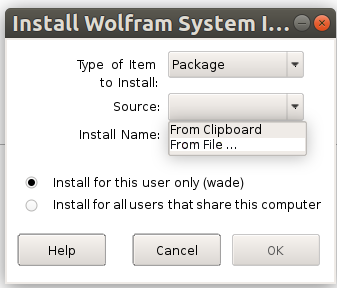 Install Wolfram System I...
Type of Item
to Install:
Package
Source:
From Clipboard
From File ...
Install Name:
Install for this user only (wade)
Install for all users that share this computer
Help
Cancel
OK